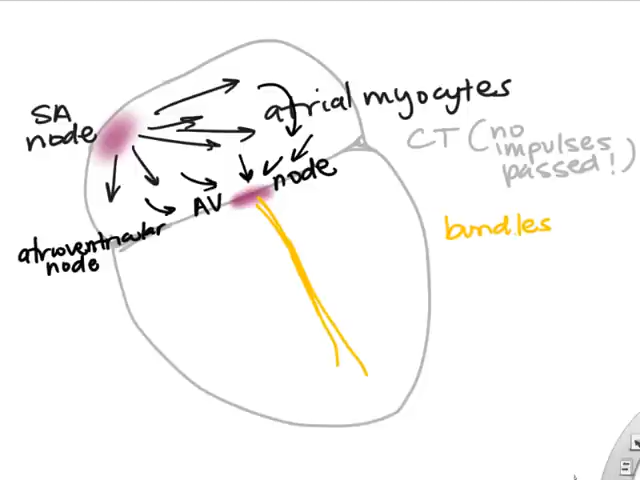 SA
node
atrial myocytes
CT (no
impulses
passed!)
AV node
atrioventricular
node
bundles